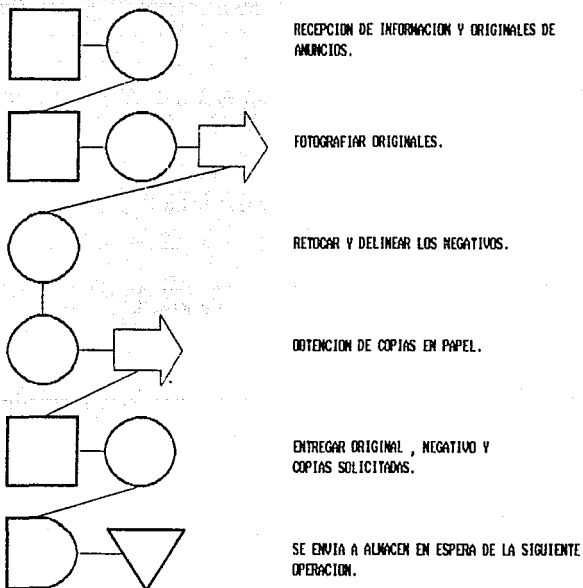 RECEPCION DE INFORMACION Y ORIGINALES DE
ANUNCIOS.
FOTOGRAFIAR ORIGINALES.
RETOCAR Y DELINEAR LOS NEGATIVOS.
OBTENCION DE COPIAS EN PAPEL.
ENTREGAR ORIGINAL , NEGATIVO Y
COPIAS SOLICITADAS.
SE ENVIA A ALMACEN EN ESPERA DE LA SIGUIENTE
OPERACION.